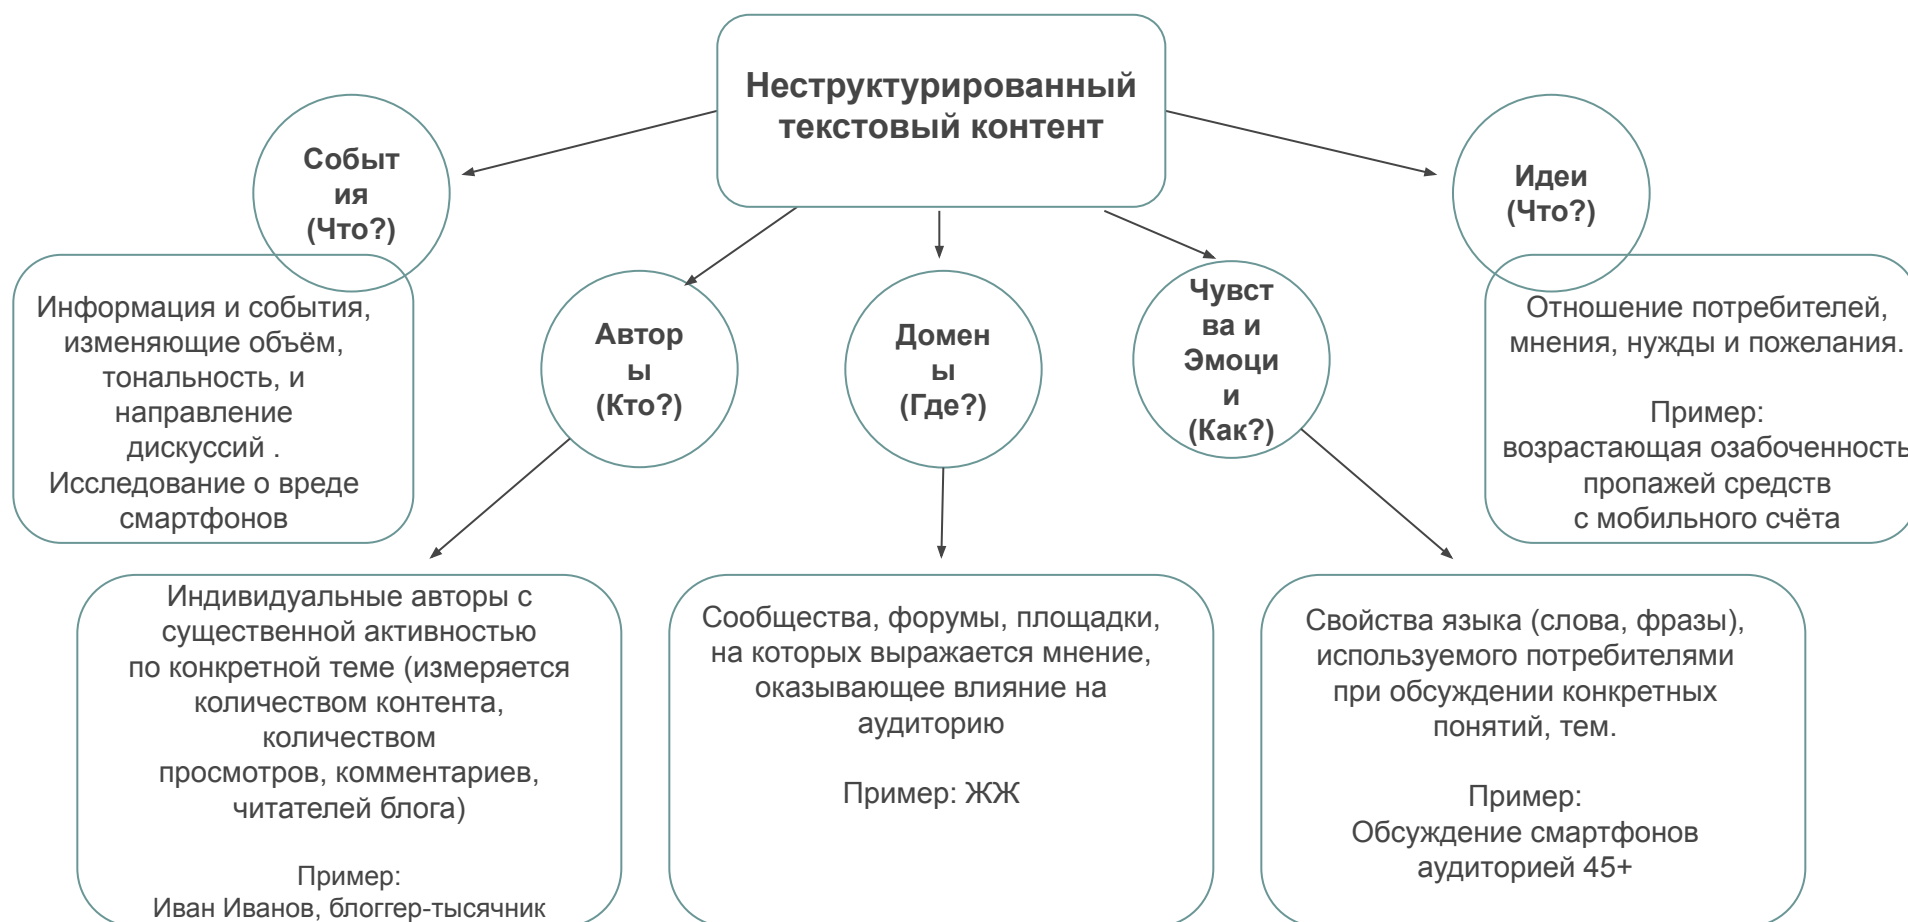 Неструктурированный
текстовый контент
Событ
ия
(Что?)
Информация и события,
изменяющие объём,
тональность, и
направление
дискуссий .
Исследование о вреде
смартфонов
Автор
ы
(Кто?)
Индивидуальные авторы с
существенной активностью
по конкретной теме (измеряется
количеством контента,
количеством
просмотров, комментариев,
читателей блога)
Пример:
Иван Иванов, блоггер-тысячник
Домен
ы
(Где?)
Сообщества, форумы, площадки,
на которых выражается мнение,
оказывающее влияние на
аудиторию
Пример: ЖЖ
Чувст
ва и
Эмоци
и
(Как?)
Свойства языка (слова, фразы),
используемого потребителями
при обсуждении конкретных
понятий, тем.
Пример:
Обсуждение смартфонов
аудиторией 45+
Идеи
(Что?)
Отношение потребителей,
мнения, нужды и пожелания.
Пример:
возрастающая озабоченность
пропажей средств
с мобильного счёта